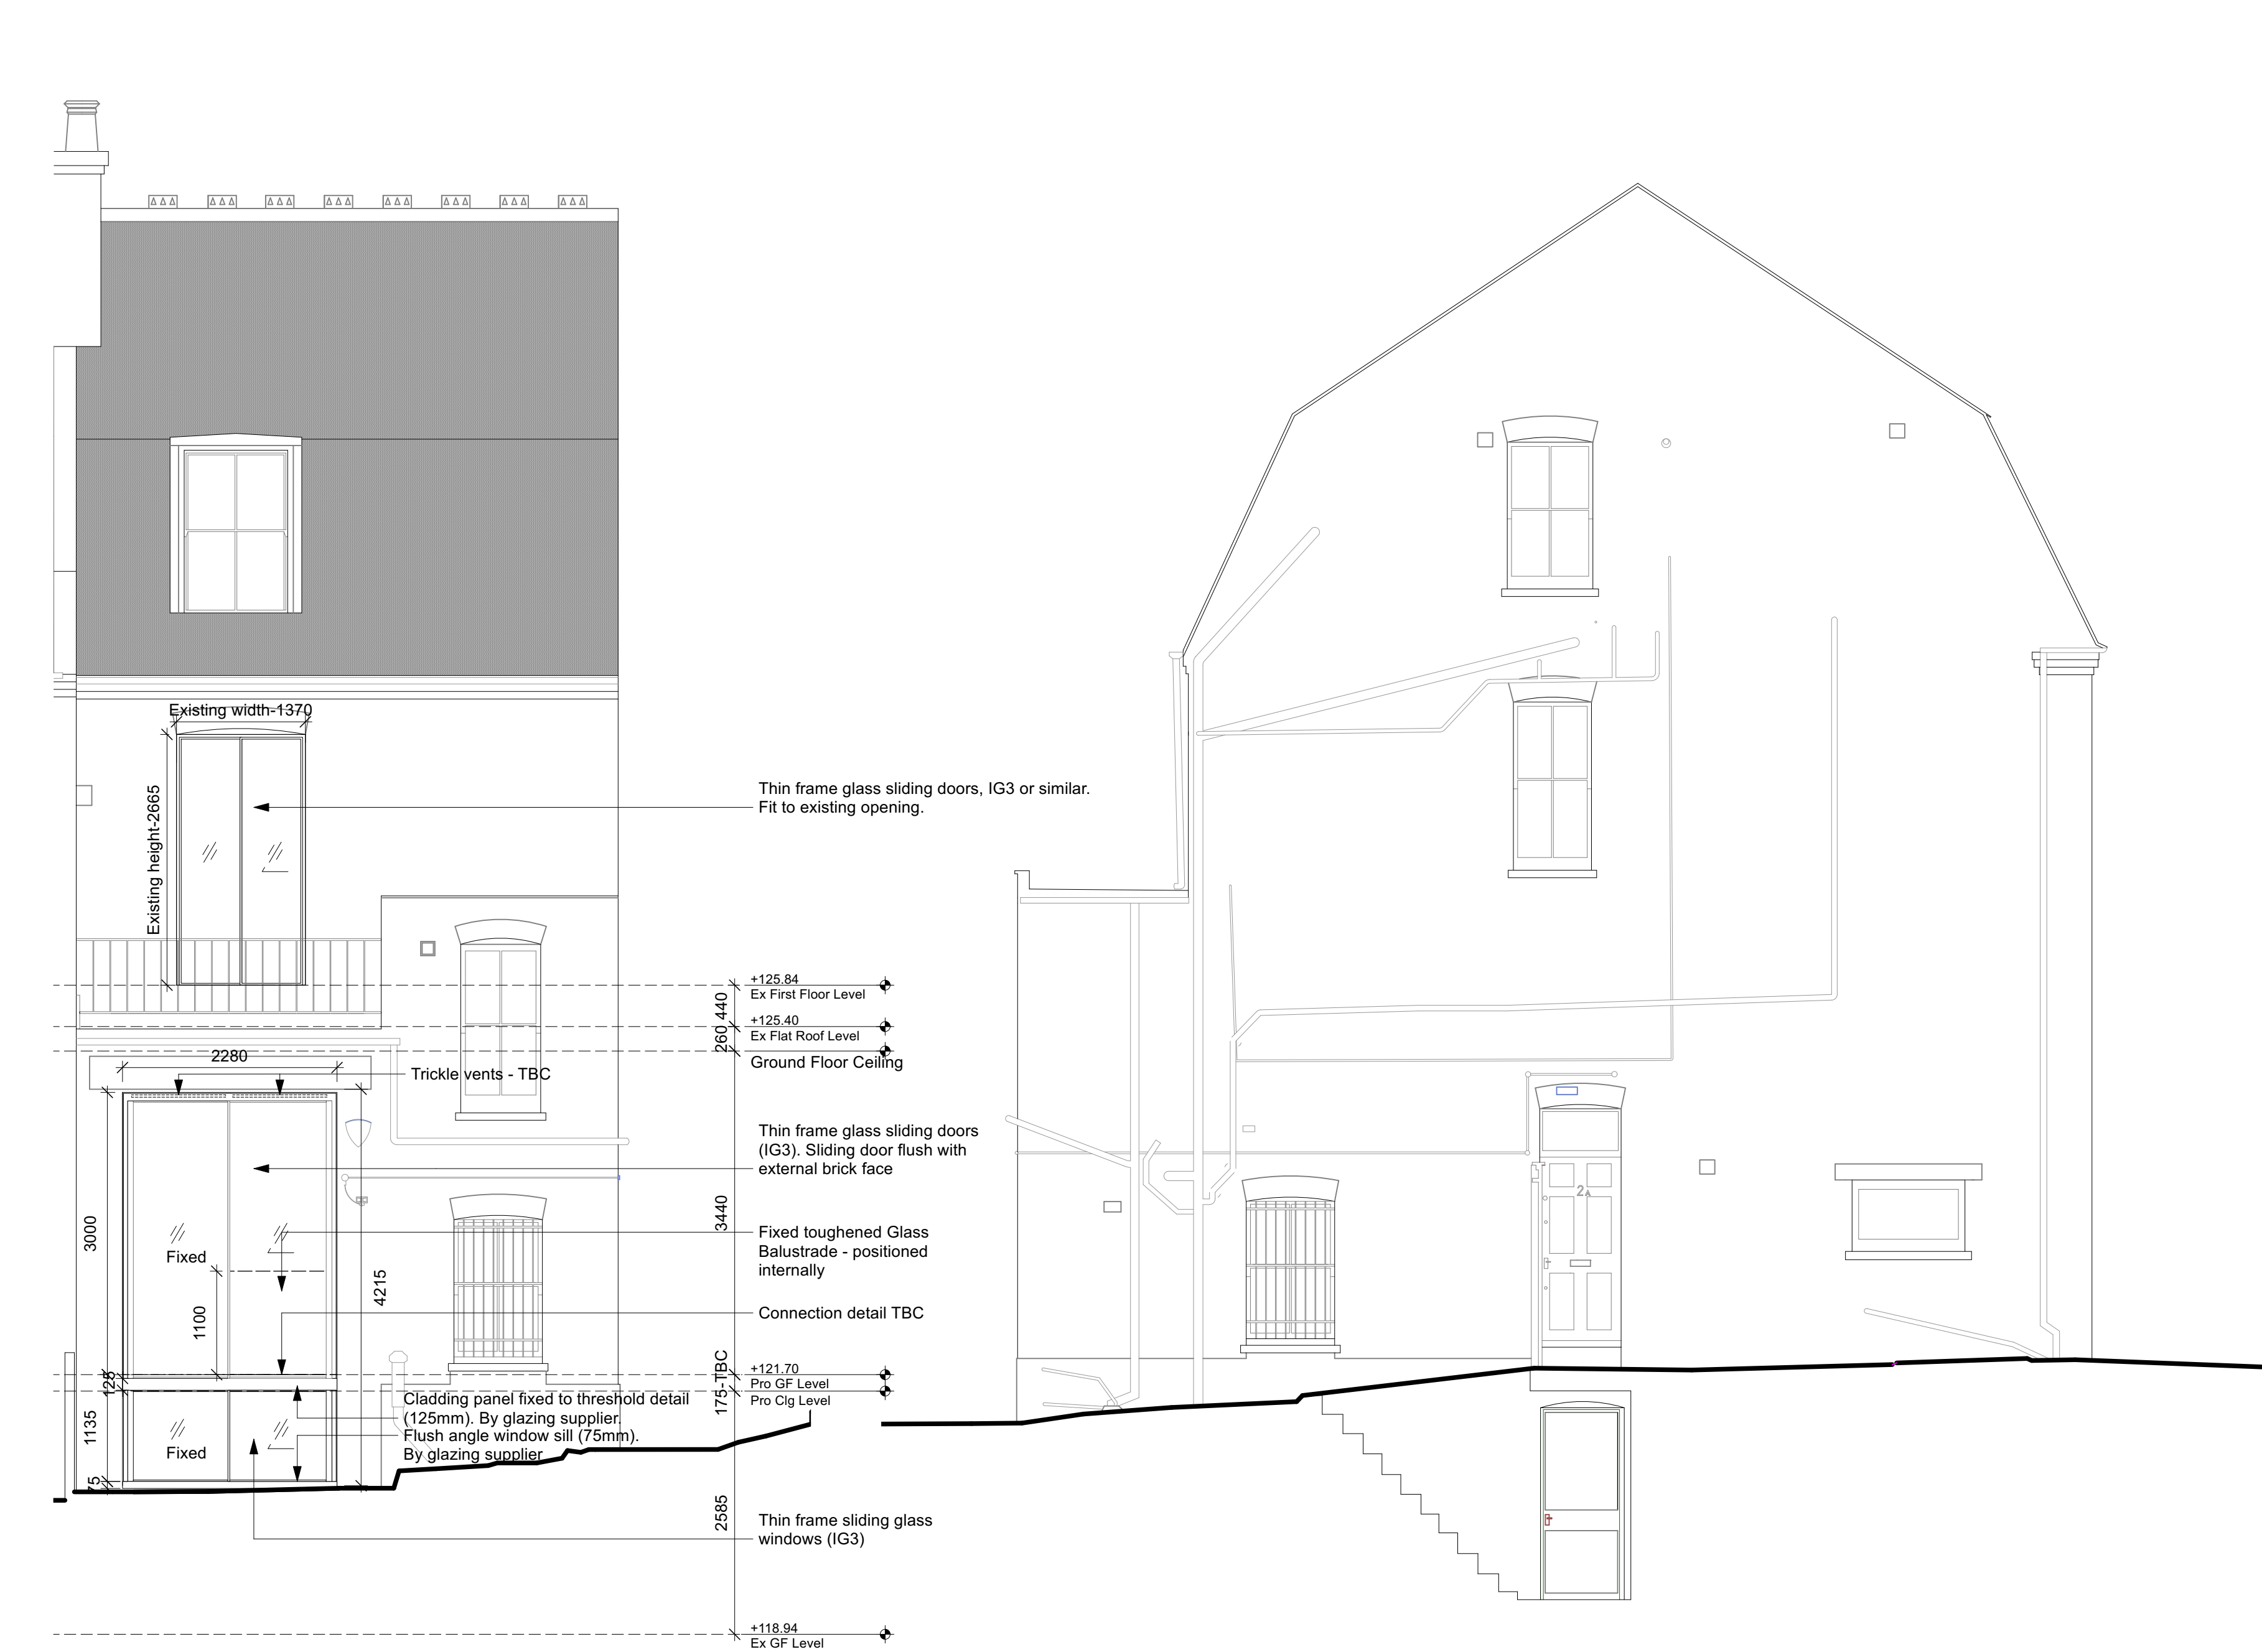 Existing width-1370
Existing height-2665
Thin frame glass sliding doors, IG3 or similar.
Fit to existing opening.
+125.84
Ex First Floor Level
440
+125.40
Ex Flat Roof Level
260
Ground Floor Ceiling
2280
Trickle vents - TBC
Thin frame glass sliding doors
(IG3). Sliding door flush with
external brick face
2A
3000
3440
Fixed
Fixed toughened Glass
Balustrade - positioned
internally
4215
1100
Connection detail TBC
125
175-TBC
+121.70
Pro GF Level
Pro Clg Level
Cladding panel fixed to threshold detail
(125mm). By glazing supplier.
Flush angle window sill (75mm).
By glazing supplier
1135
Fixed
75
2585
Thin frame sliding glass
windows (IG3)
+118.94
Ex GF Level